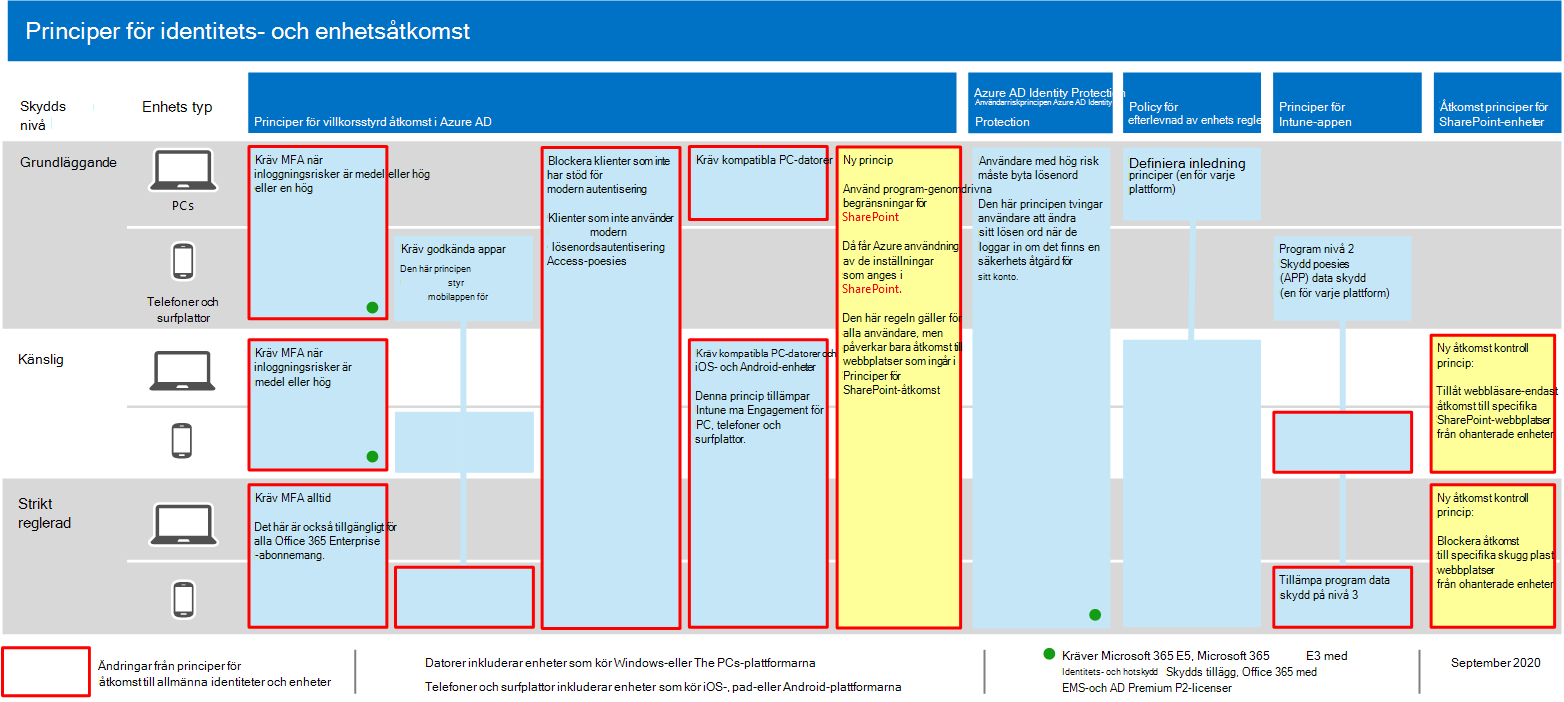 Principer för identitets- och enhetsåtkomst
Skydds
nivå
Enhets typ
Principer för villkorsstyrd åtkomst i Azure AD
Azure AD Identity Protection
Användarriskprincipen Azure AD Identity
Protection
Policy för
efterlevnad av enhets regle
Principer för
Intune-appen
Åtkomst principer för
SharePoint-enheter
Grundläggande
PCs
Telefoner och
surfplattor
Kräv MFA när
inloggningsrisker är medel eller hög
eller en hög
Kräv godkända appar
Den här principen
styr
mobilappen för
Blockera klienter som inte
har stöd för
modern autentisering
Klienter som inte använder
modern
lösenordsautentisering
Access-poesies
Kräv kompatibla PC-datorer
Ny princip
Använd program-genomdrivna
begränsningar för
SharePoint
Då får Azure användning
av de inställningar
som anges i
SharePoint.
Den här regeln gäller för
alla användare, men
påverkar bara åtkomst till
webbplatser som ingår i
Principer för
SharePoint-åtkomst
Användare med hög risk
måste byta lösenord
Den här principen tvingar
användare att ändra
sitt lösen ord när de
loggar in om det finns en
säkerhets åtgärd för
sitt konto.
Definiera inledning
principer (en för varje
plattform)
Program nivå 2
Skydd poesies
(APP) data skydd
(en för varje plattform)
Känslig
Kräv MFA när
inloggningsrisker är
medel eller hög
Kräv kompatibla PC-datorer och
iOS- och Android-enheter
Denna princip tillämpar
Intune ma Engagement för
PC, telefoner och
surfplattor.
Ny åtkomst kontroll
princip:
Tillåt webbläsare-endast
åtkomst till specifika
SharePoint-webbplatser
från ohanterade enheter
Strikt
reglerad
Kräv MFA alltid
Det här är också tillgängligt för
alla Office 365 Enterprise
-abonnemang.
Tillämpa program data
skydd på nivå 3
Ny åtkomst kontroll
princip:
Blockera åtkomst
till specifika skugg plast
webbplatser
från ohanterade enheter
Ändringar från principer för
åtkomst till allmänna identiteter och enheter
Datorer inkluderar enheter som kör Windows-eller The PCs-plattformarna
Telefoner och surfplattor inkluderar enheter som kör iOS-, pad-eller Android-plattformarna
Kräver Microsoft 365 E5, Microsoft 365 E3 med
Identitets- och hotskydd Skydds tillägg, Office 365 med
EMS-och AD Premium P2-licenser
September 2020